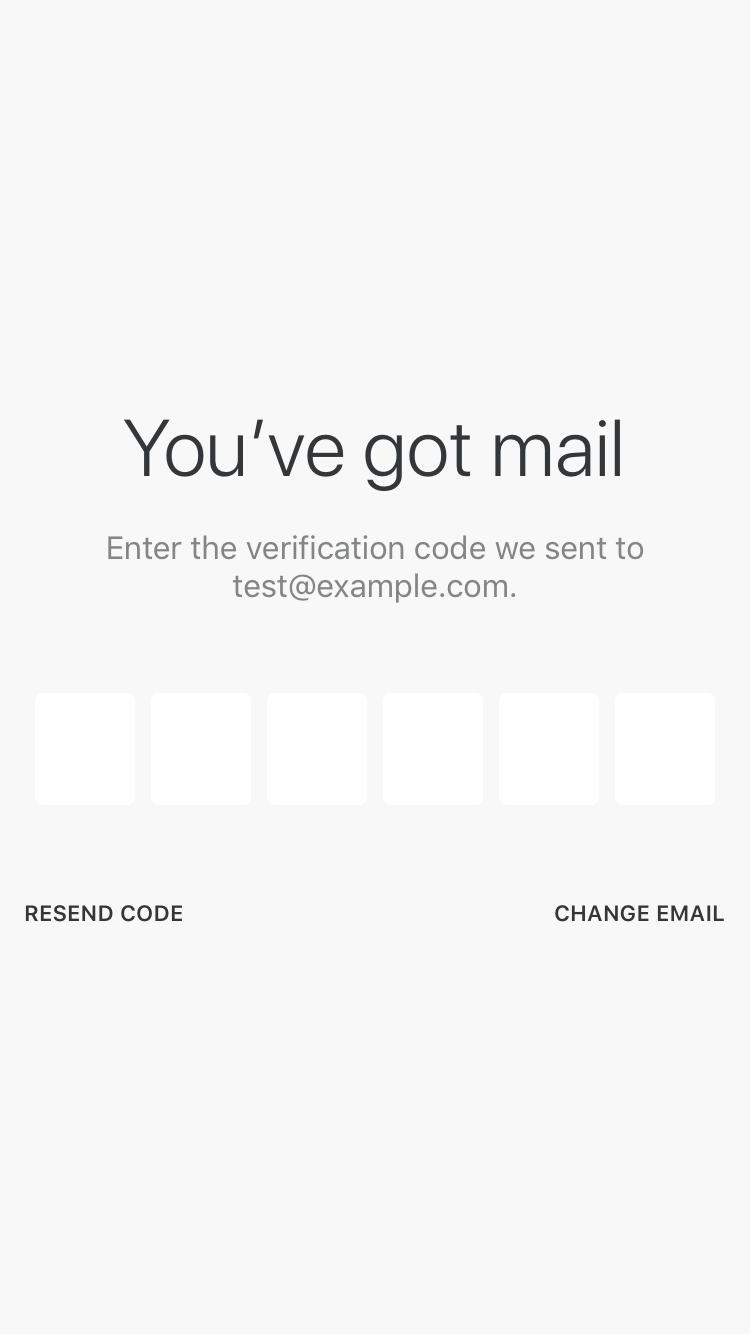 You’ve got mail
Enter the verification code we sent to
test@example.com.
RESEND CODE
CHANGE EMAIL